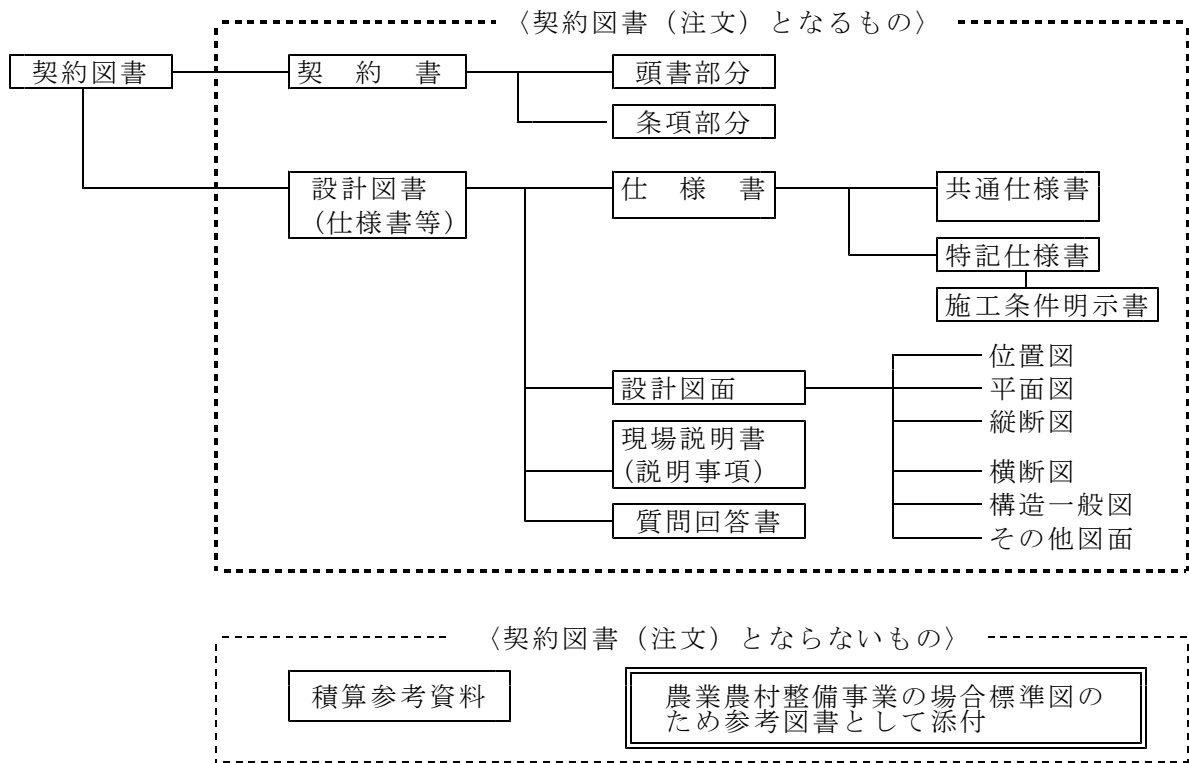 〈契約図書（注文）となるもの〉
契約図書
契　約　書
頭書部分
条項部分
設計図書
(仕様書等)
仕　様　書
共通仕様書
特記仕様書
施工条件明示書
設計図面
位置図
平面図
縦断図
横断図
構造一般図
その他図面
現場説明書
(説明事項)
質問回答書
〈契約図書（注文）とならないもの〉
積算参考資料
農業農村整備事業の場合標準図の
ため参考図書として添付